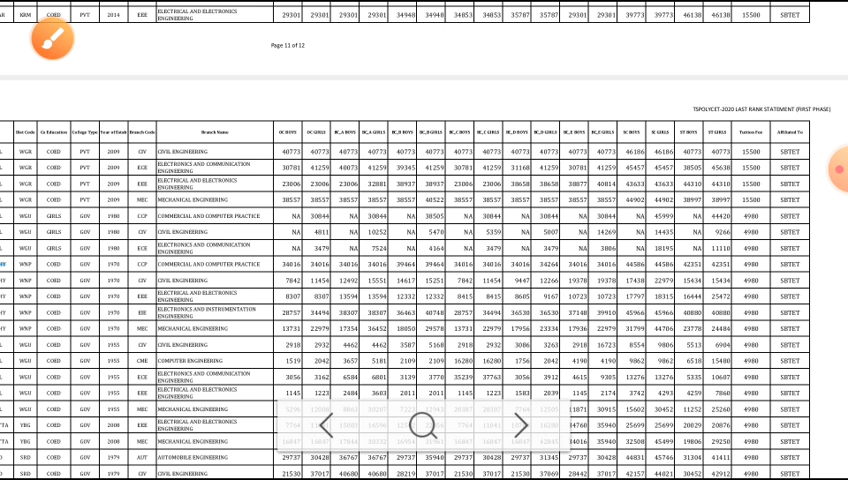 KRM COED PVT 2014 EEE ELECTRICAL AND ELECTRONICS ENGINEERING 29301 29301 29301 29301 34948 34948 34853 34853 35787 35787 29301 29301 39773 39773 46138 46138 15500 SBTET
Page 11 of 12
TSPOLYCET-2020 LAST RANK STATEMENT (FIRST PHASE)
Dist Code Co Education College Type Year of Estab Branch Code Branch Name OC BOYS OC GIRLS BC_A BOYS BC_A GIRLS BC_B BOYS BC_B GIRLS BC_C BOYS BC_C GIRLS BC_D BOYS BC_D GIRLS BC_E BOYS BC_E GIRLS SC BOYS SC GIRLS ST BOYS ST GIRLS Tuition Fee Affiliated To
WGR COED PVT 2009 CIV CIVIL ENGINEERING 40773 40773 40773 40773 40773 40773 40773 40773 40773 40773 40773 40773 46186 46186 40773 40773 15500 SBTET
WGR COED PVT 2009 ECE ELECTRONICS AND COMMUNICATION ENGINEERING 30781 41259 40073 41259 39345 41259 30781 41259 31168 41259 30781 41259 45457 45457 38505 45638 15500 SBTET
WGR COED PVT 2009 EEE ELECTRICAL AND ELECTRONICS ENGINEERING 23006 23006 23006 32881 38937 38937 23006 23006 38658 38658 38877 40814 43633 43633 44310 44310 15500 SBTET
WGR COED PVT 2009 MEC MECHANICAL ENGINEERING 38557 38557 38557 38557 38557 40522 38557 38557 38557 38557 38557 38557 44902 44902 38997 38997 15500 SBTET
WGU GIRLS GOV 1980 CCP COMMERCIAL AND COMPUTER PRACTICE NA 30844 NA 30844 NA 38505 NA 30844 NA 30844 NA 30844 NA 45999 NA 44420 4980 SBTET
WGU GIRLS GOV 1980 CIV CIVIL ENGINEERING NA 4811 NA 10252 NA 5470 NA 5359 NA 5007 NA 14269 NA 14435 NA 9266 4980 SBTET
WGU GIRLS GOV 1980 ECE ELECTRONICS AND COMMUNICATION ENGINEERING NA 3479 NA 7524 NA 4164 NA 3479 NA 3479 NA 3806 NA 18195 NA 11110 4980 SBTET
WNP COED GOV 1970 CCP COMMERCIAL AND COMPUTER PRACTICE 34016 34016 34016 34016 39464 39464 34016 34016 34264 34016 34016 44586 44586 42351 42351 4980 SBTET
WNP COED GOV 1970 CIV CIVIL ENGINEERING 7842 11454 12492 15551 14617 15251 7842 11454 9447 12266 19378 19378 17438 22979 15434 15434 4980 SBTET
WNP COED GOV 1970 EEE ELECTRICAL AND ELECTRONICS ENGINEERING 8307 8307 13594 13594 12332 12332 8415 8415 8605 9167 10723 10723 17797 18315 16444 25472 4980 SBTET
WNP COED GOV 1970 EIE ELECTRONICS AND INSTRUMENTATION ENGINEERING 28757 34494 38307 38307 36463 40748 28757 34494 36530 36530 37148 39910 45966 45966 40880 40880 4980 SBTET
WNP COED GOV 1970 MEC MECHANICAL ENGINEERING 13731 22979 17354 36452 18050 28578 13731 22979 17956 23334 17936 22979 31799 44706 23778 24484 4980 SBTET
WGU COED GOV 1955 CIV CIVIL ENGINEERING 2918 2932 4462 4462 3587 5168 2918 2932 3086 3263 2918 16723 8554 9806 5513 6904 4980 SBTET
WGU COED GOV 1955 CME COMPUTER ENGINEERING 1519 2042 3657 5181 2109 2109 16280 16280 1756 2042 4190 4190 9862 9862 6518 15480 4980 SBTET
WGU COED GOV 1955 ECE ELECTRONICS AND COMMUNICATION ENGINEERING 3056 3162 6584 6801 3139 3770 35239 37763 3056 3912 4615 9305 13276 13276 5335 10607 4980 SBTET
WGU COED GOV 1955 EEE ELECTRICAL AND ELECTRONICS ENGINEERING 1145 1223 2484 3603 2011 2011 1145 1223 1583 2039 1145 2174 3742 4293 4259 7860 4980 SBTET
WGU COED GOV 1955 MEC MECHANICAL ENGINEERING 11871 30915 15602 30452 11252 25260 4980 SBTET
YBG COED GOV 2008 EEE ELECTRICAL AND ELECTRONICS ENGINEERING 34760 35940 25699 25699 20029 20876 4980 SBTET
YBG COED GOV 2008 MEC MECHANICAL ENGINEERING 34016 35940 32508 45499 19806 29250 4980 SBTET
SRD COED GOV 1979 AUT AUTOMOBILE ENGINEERING 29737 30428 36767 36767 29737 35940 29737 30428 29737 31345 29737 30428 44831 45746 31304 41411 4980 SBTET
SRD COED GOV 1979 CIV CIVIL ENGINEERING 21530 37017 40680 40680 28219 37017 21530 37017 21530 37069 28442 37017 42157 44821 30452 42912 4980 SBTET